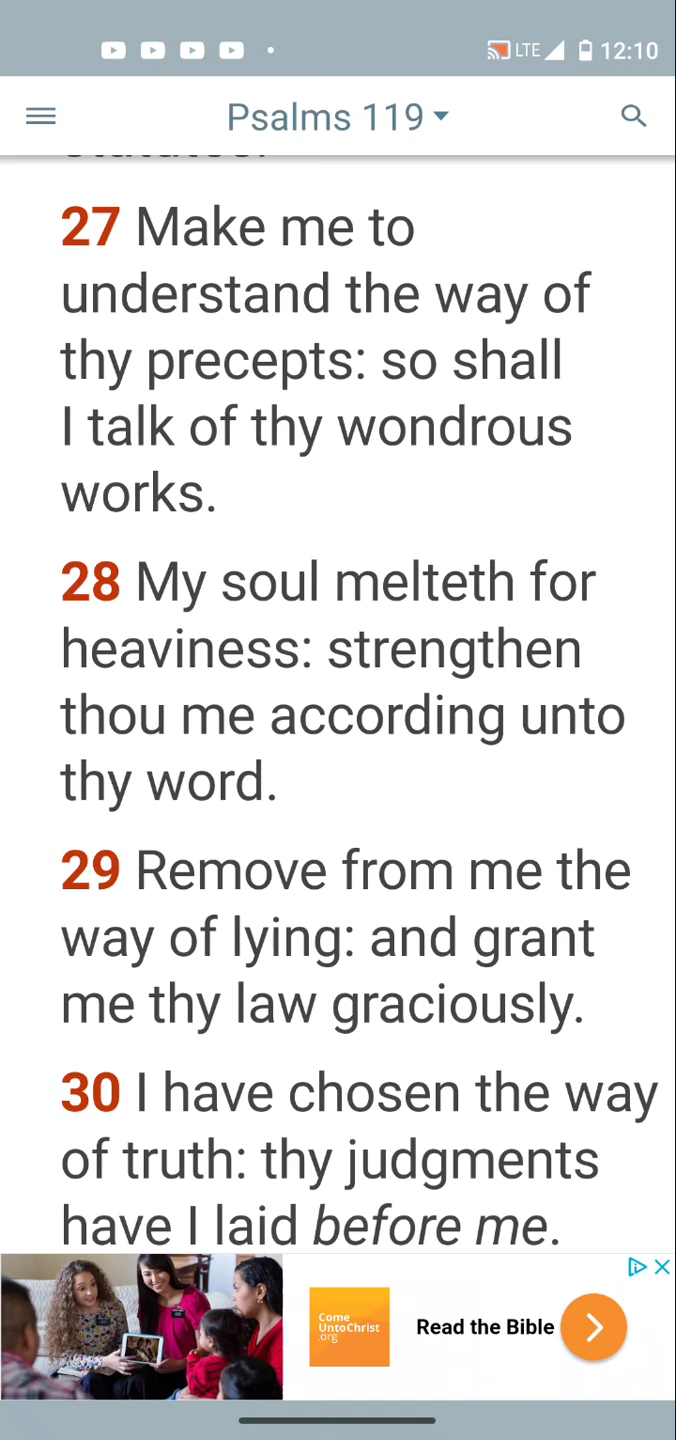 LTE 12:10
Psalms 119
statutes.
27 Make me to
understand the way of
thy precepts: so shall
I talk of thy wondrous
works.
28 My soul melteth for
heaviness: strengthen
thou me according unto
thy word.
29 Remove from me the
way of lying: and grant
me thy law graciously.
30 I have chosen the way
of truth: thy judgments
have I laid before me.
Come
UntoChrist
.org
Read the Bible